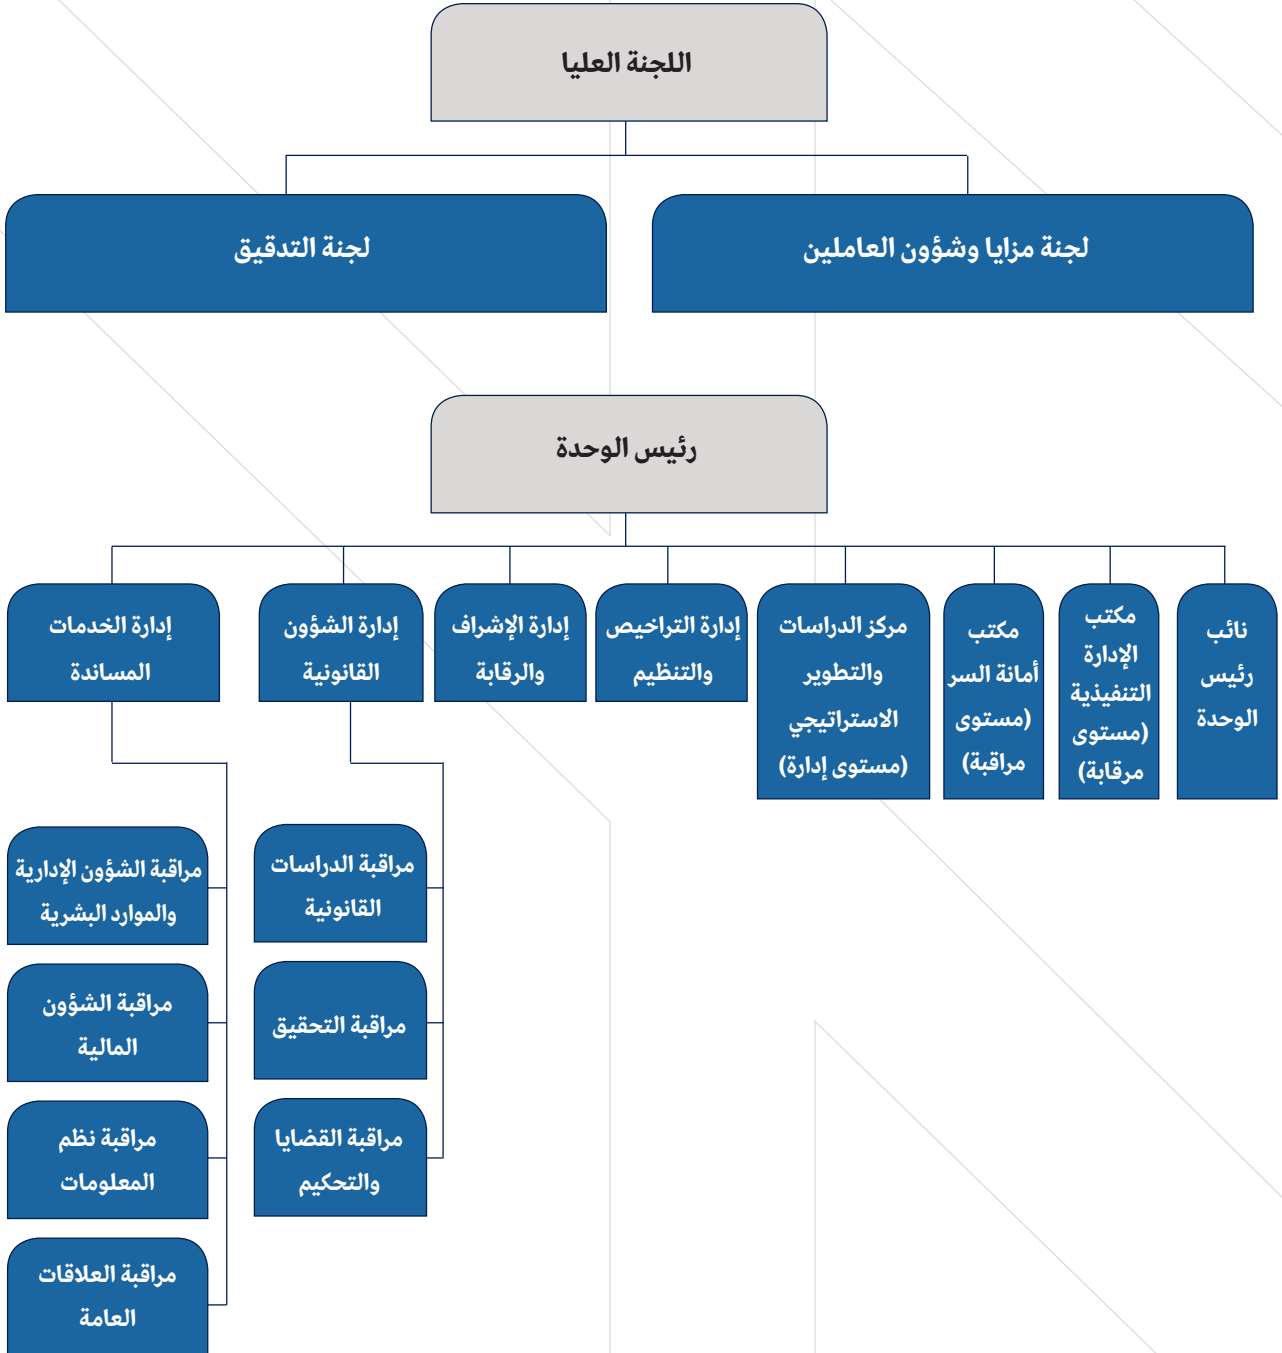 اللجنة العليا
لجنة مزايا وشؤون العاملين
لجنة التدقيق
رئيس الوحدة
نائب
رئيس
الوحدة
مكتب
الإدارة
التنفيذية
(مستوى
مرقابة)
مكتب
أمانة السر
(مستوى
مراقبة)
مركز الدراسات
والتطوير
الاستراتيجي
(مستوى إدارة)
إدارة التراخيص
والتنظيم
إدارة الإشراف
والرقابة
إدارة الشؤون
القانونية
إدارة الخدمات
المساندة
مراقبة الدراسات
القانونية
مراقبة التحقيق
مراقبة القضايا
والتحكيم
مراقبة الشؤون الإدارية
والموارد البشرية
مراقبة الشؤون
المالية
مراقبة نظم
المعلومات
مراقبة العلاقات
العامة